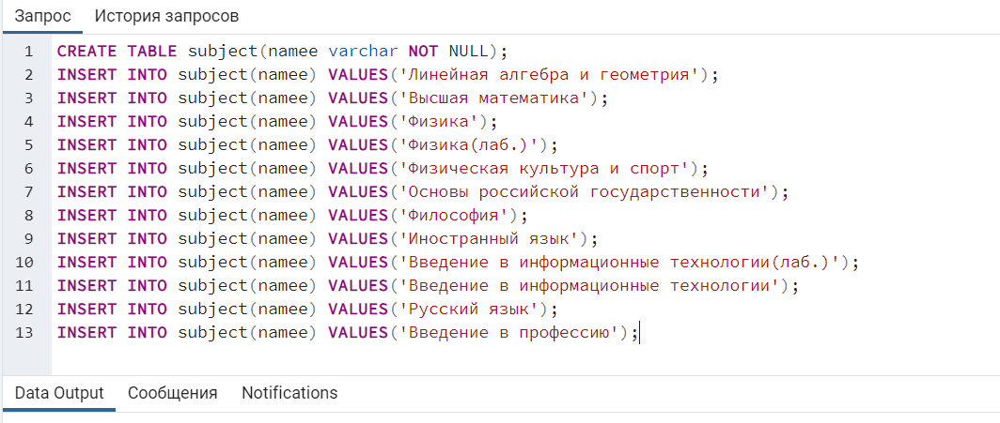 Запрос История запросов
1 CREATE TABLE subject(namee varchar NOT NULL);
2 INSERT INTO subject(namee) VALUES('Линейная алгебра и геометрия');
3 INSERT INTO subject(namee) VALUES('Высшая математика');
4 INSERT INTO subject(namee) VALUES('Физика');
5 INSERT INTO subject(namee) VALUES('Физика(лаб.)');
6 INSERT INTO subject(namee) VALUES('Физическая культура и спорт');
7 INSERT INTO subject(namee) VALUES('Основы российской государственности');
8 INSERT INTO subject(namee) VALUES('Философия');
9 INSERT INTO subject(namee) VALUES('Иностранный язык');
10 INSERT INTO subject(namee) VALUES('Введение в информационные технологии(лаб.)');
11 INSERT INTO subject(namee) VALUES('Введение в информационные технологии');
12 INSERT INTO subject(namee) VALUES('Русский язык');
13 INSERT INTO subject(namee) VALUES('Введение в профессию');
Data Output Сообщения Notifications